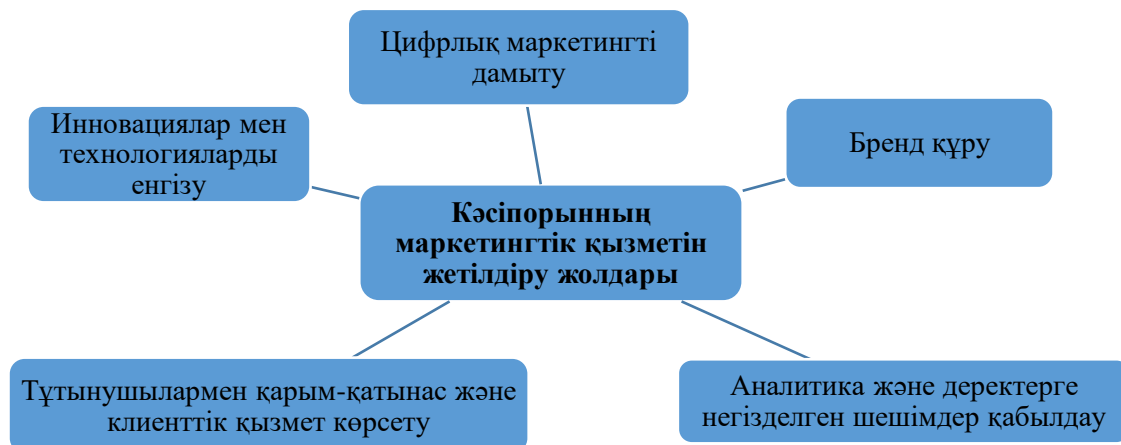 Цифрлық маркетингті
дамыту
Инновациялар мен
технологияларды
енгізу
Бренд құру
Кәсіпорынның
маркетингтік қызметін
жетілдіру жолдары
Тұтынушылармен қарым-қатынас және
клиенттік қызмет көрсету
Аналитика және деректерге
негізделген шешімдер қабылдау